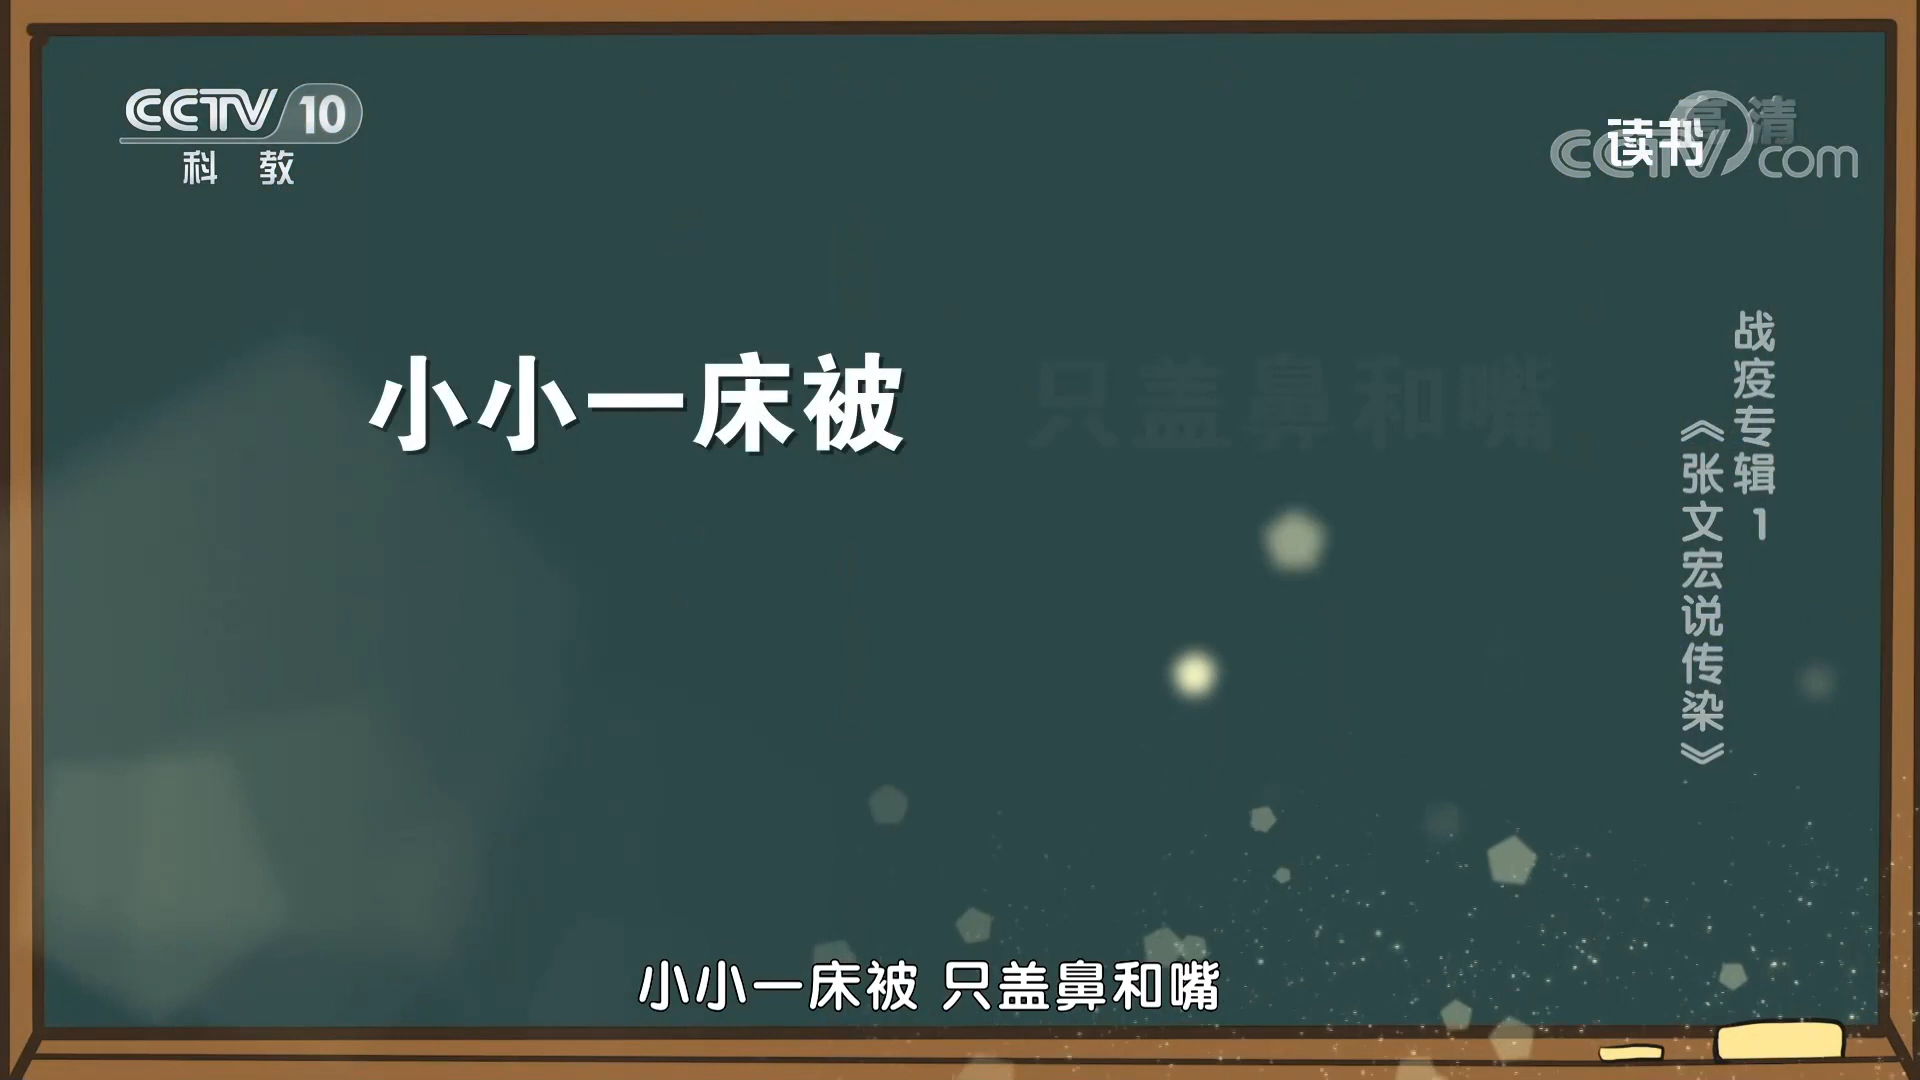 CCTV 10
科 教
高清
读书
CCTV com
小小一床被 只盖鼻和嘴
战疫专辑 1
《张文宏说传染》
小小一床被 只盖鼻和嘴